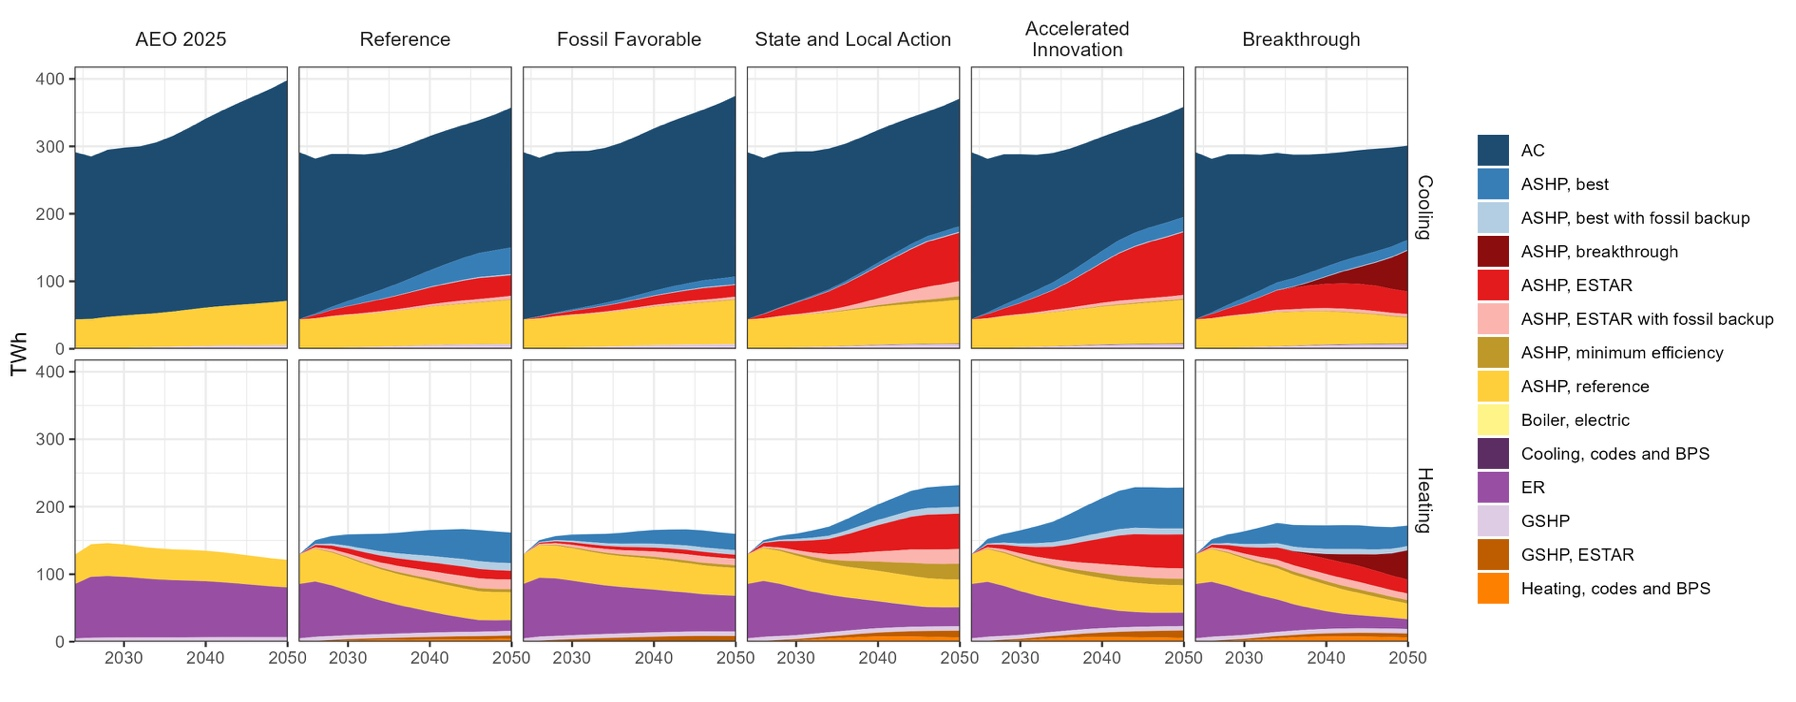 AEO 2025
Reference
Fossil Favorable
State and Local Action
Accelerated
Innovation
Breakthrough
TWh
400
300
200
100
0
Cooling
400
300
200
100
0
Heating
2030 2040 2050
2030 2040 2050
2030 2040 2050
2030 2040 2050
2030 2040 2050
2030 2040 2050
AC
ASHP, best
ASHP, best with fossil backup
ASHP, breakthrough
ASHP, ESTAR
ASHP, ESTAR with fossil backup
ASHP, minimum efficiency
ASHP, reference
Boiler, electric
Cooling, codes and BPS
ER
GSHP
GSHP, ESTAR
Heating, codes and BPS